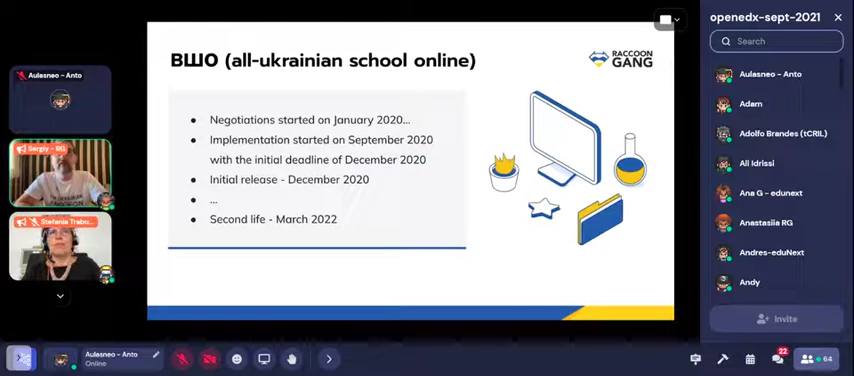 openedx-sept-2021
Search
Aulasneo - Anto
Sergiy - RG
Stefania Trabu...
ВШО (all-ukrainian school online)
RACCOON
GANG
Negotiations started on January 2020...
Implementation started on September 2020
with the initial deadline of December 2020
Initial release - December 2020
...
Second life - March 2022
Aulasneo - Anto
Adam
Adolfo Brandes (tCRIL)
Ali Idrissi
Ana G - edunext
Anastasiia RG
Andres-eduNext
Andy
Invite
Aulasneo - Anto
Online
22
64